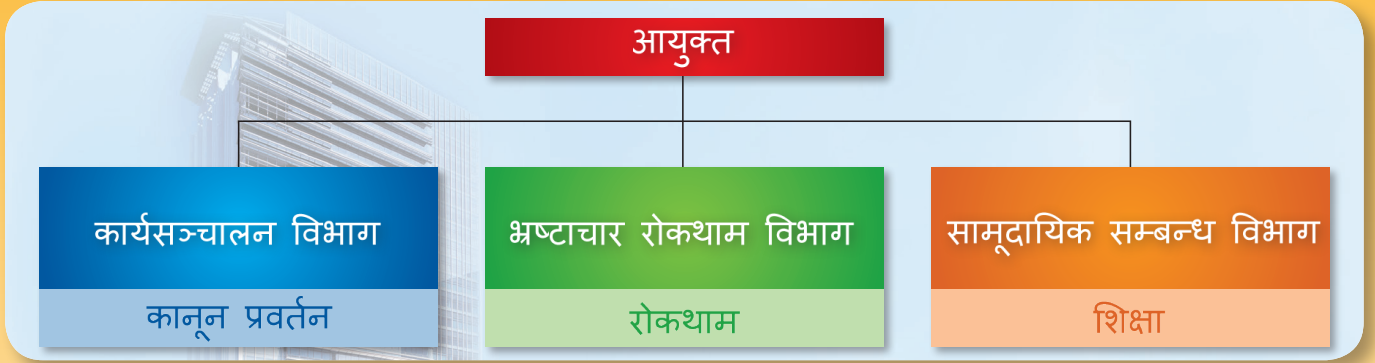 आयुक्त
कार्यसञ्चालन विभाग
कानून प्रवर्तन
भ्रष्टाचार रोकथाम विभाग
रोकथाम
सामूदायिक सम्बन्ध विभाग
शिक्षा